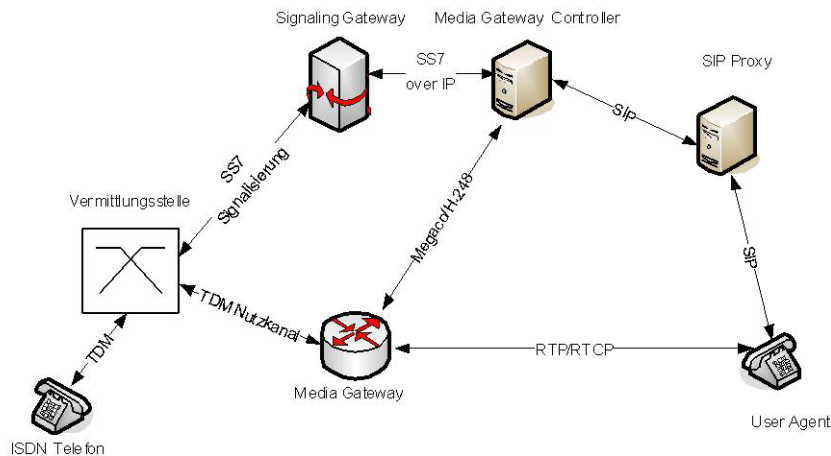 Signaling Gateway
Media Gateway Controller
SS7
over IP
SIP Proxy
SIP
SS7
Signalisierung
Megaco/H.248
Vermittlungsstelle
SIP
TDM Nutzkanal
TDM
RTP/RTCP
Media Gateway
User Agent
ISDN Telefon